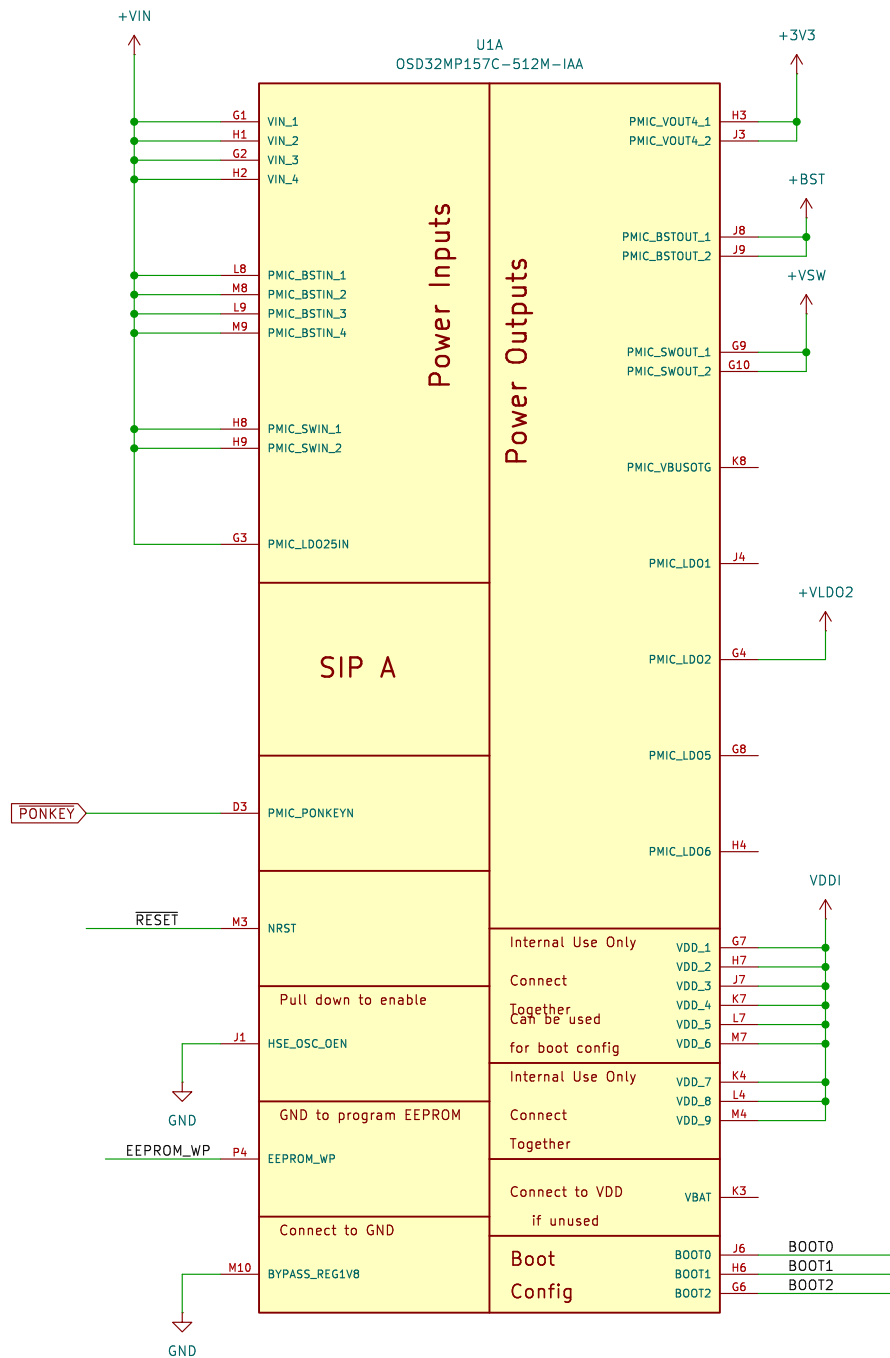 +VIN
+3V3
U1A
OSD32MP157C-512M-IAA
G1 VIN_1
H1 VIN_2
G2 VIN_3
H2 VIN_4
L8 PMIC_BSTIN_1
M8 PMIC_BSTIN_2
L9 PMIC_BSTIN_3
M9 PMIC_BSTIN_4
H8 PMIC_SWIN_1
H9 PMIC_SWIN_2
G3 PMIC_LDO25IN
Power Inputs
SIP A
PONKEY
D3 PMIC_PONKEYN
RESET
M3 NRST
Pull down to enable
J1 HSE_OSC_OEN
GND
GND to program EEPROM
EEPROM_WP
P4 EEPROM_WP
Connect to GND
M10 BYPASS_REG1V8
GND
Power Outputs
PMIC_VOUT4_1 H3
PMIC_VOUT4_2 J3
+BST
PMIC_BSTOUT_1 J8
PMIC_BSTOUT_2 J9
+VSW
PMIC_SWOUT_1 G9
PMIC_SWOUT_2 G10
PMIC_VBUSOTG K8
PMIC_LDO1 J4
+VLDO2
PMIC_LDO2 G4
PMIC_LDO5 G8
PMIC_LDO6 H4
VDDI
Internal Use Only
Connect
Together
Can be used
for boot config
VDD_1 G7
VDD_2 H7
VDD_3 J7
VDD_4 K7
VDD_5 L7
VDD_6 M7
Internal Use Only
Connect
Together
VDD_7 K4
VDD_8 L4
VDD_9 M4
Connect to VDD
if unused
VBAT K3
Boot
Config
BOOT0 J6 BOOT0
BOOT1 H6 BOOT1
BOOT2 G6 BOOT2